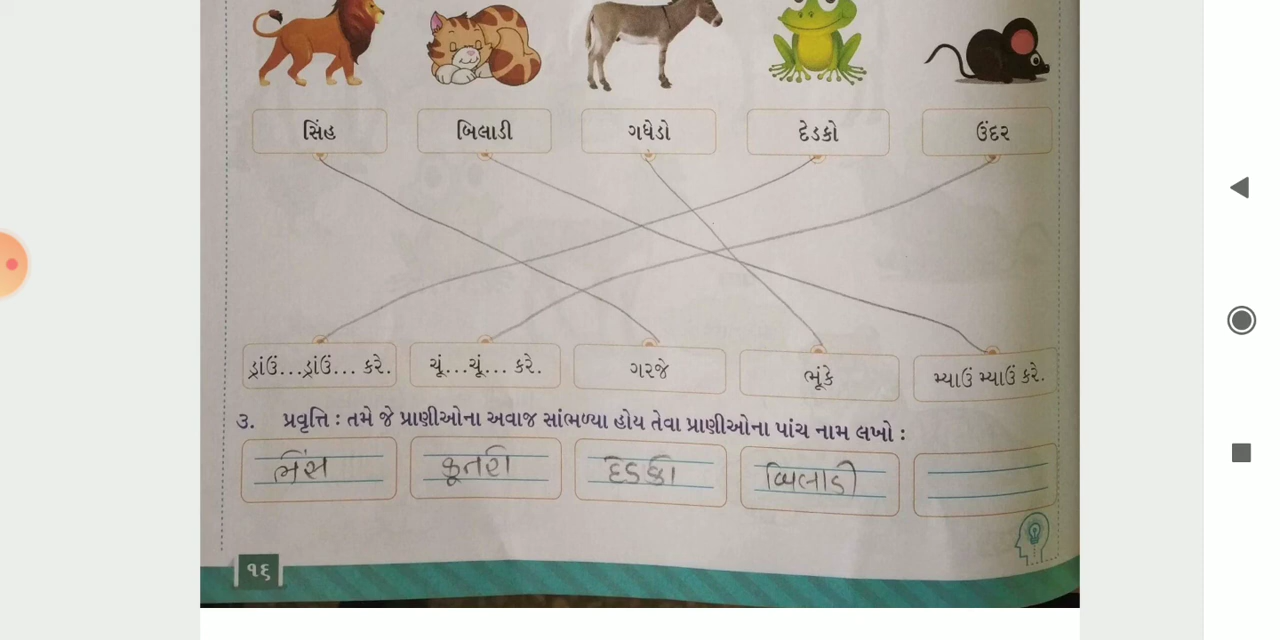 સિંહ બિલાડી ગધેડો દેડકો ઉંદર
ડ્રાંઉં...ડ્રાંઉં... કરે. ચૂં...ચૂં... કરે. ગરજે ભૂંકે મ્યાઉં મ્યાઉં કરે.
૩. પ્રવૃત્તિ : તમે જે પ્રાણીઓના અવાજ સાંભળ્યા હોય તેવા પ્રાણીઓના પાંચ નામ લખો :
ભેંસ કૂતરો દેડકો બિલાડી
૧૬